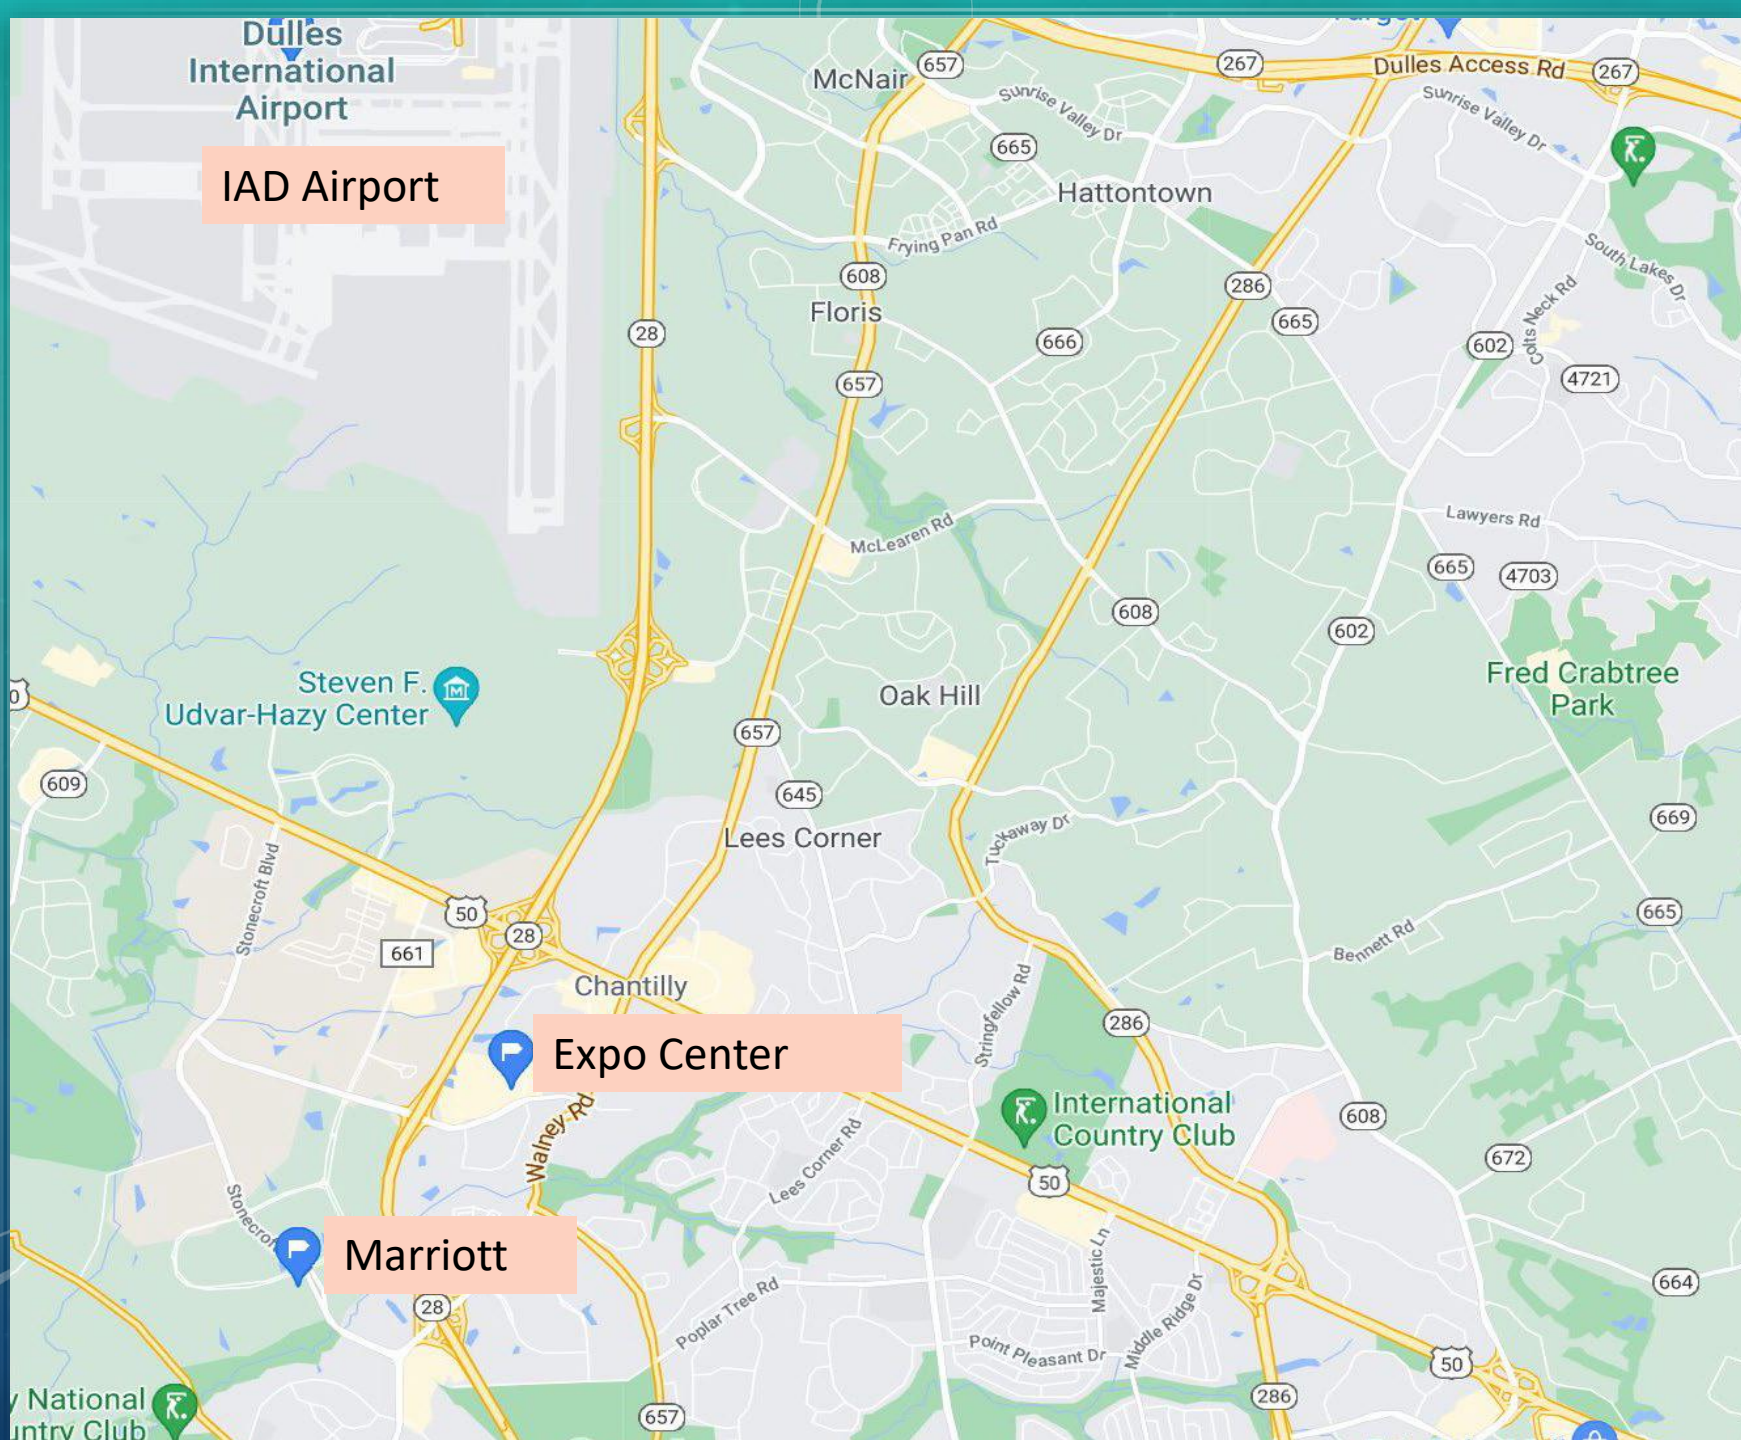 Dulles
International
Airport
IAD Airport
McNair
657
267
Dulles Access Rd
267
Sunrise Valley Dr
Sunrise Valley Dr
665
Hattontown
Frying Pan Rd
South Lakes Dr
608
286
Floris
28
665
666
602
Colts Neck Rd
657
4721
McLearen Rd
Lawyers Rd
665
4703
608
602
Steven F.
Udvar-Hazy Center
Oak Hill
Fred Crabtree
Park
657
609
645
669
Lees Corner
Tuckaway Dr
Stonecroft Blvd
50
28
661
665
Bennett Rd
Chantilly
Stringfellow Rd
286
Expo Center
International
Country Club
Walney Rd
608
Lees Corner Rd
672
50
Marriott
Majestic Ln
664
28
Poplar Tree Rd
Middle Ridge Dr
Point Pleasant Dr
50
286
National
657
Club